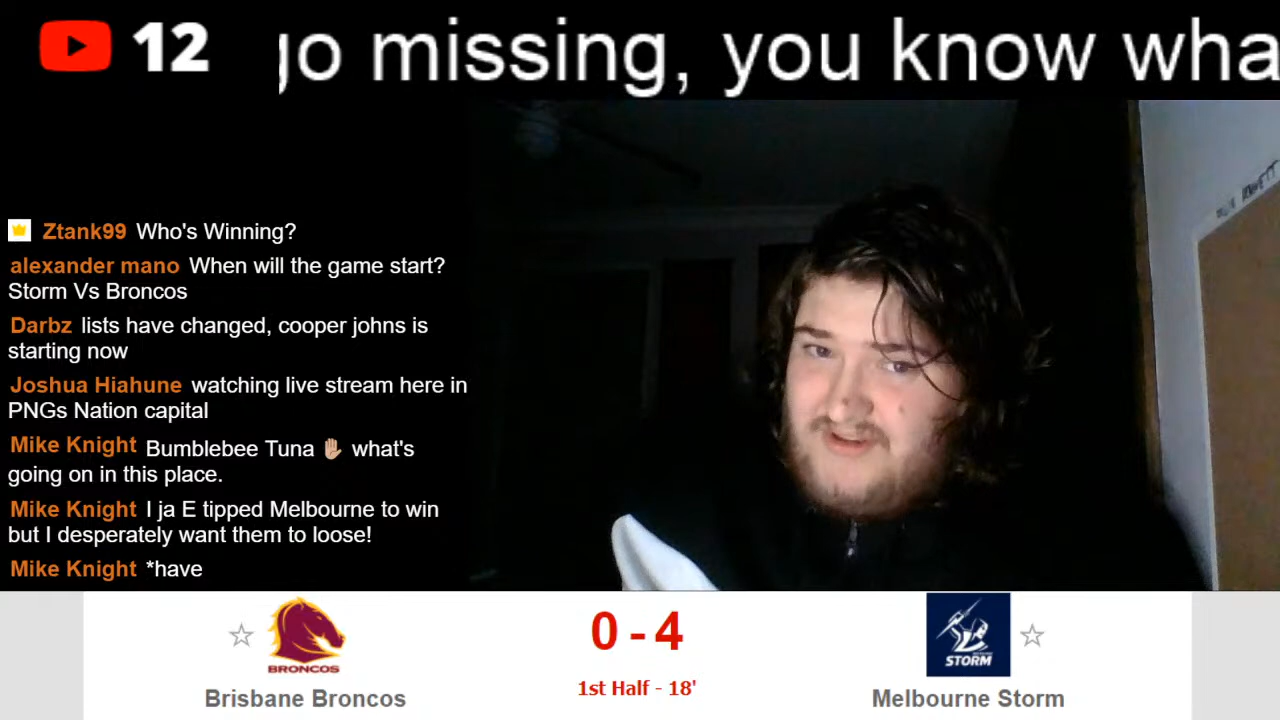 12
go missing, you know wha
Ztank99 Who's Winning?
alexander mano When will the game start?
Storm Vs Broncos
Darbz lists have changed, cooper johns is
starting now
Joshua Hiahune watching live stream here in
PNGs Nation capital
Mike Knight Bumblebee Tuna ✋🏼 what's
going on in this place.
Mike Knight I ja E tipped Melbourne to win
but I desperately want them to loose!
Mike Knight *have
0 - 4
BRONCOS
STORM
1st Half - 18'
Brisbane Broncos
Melbourne Storm